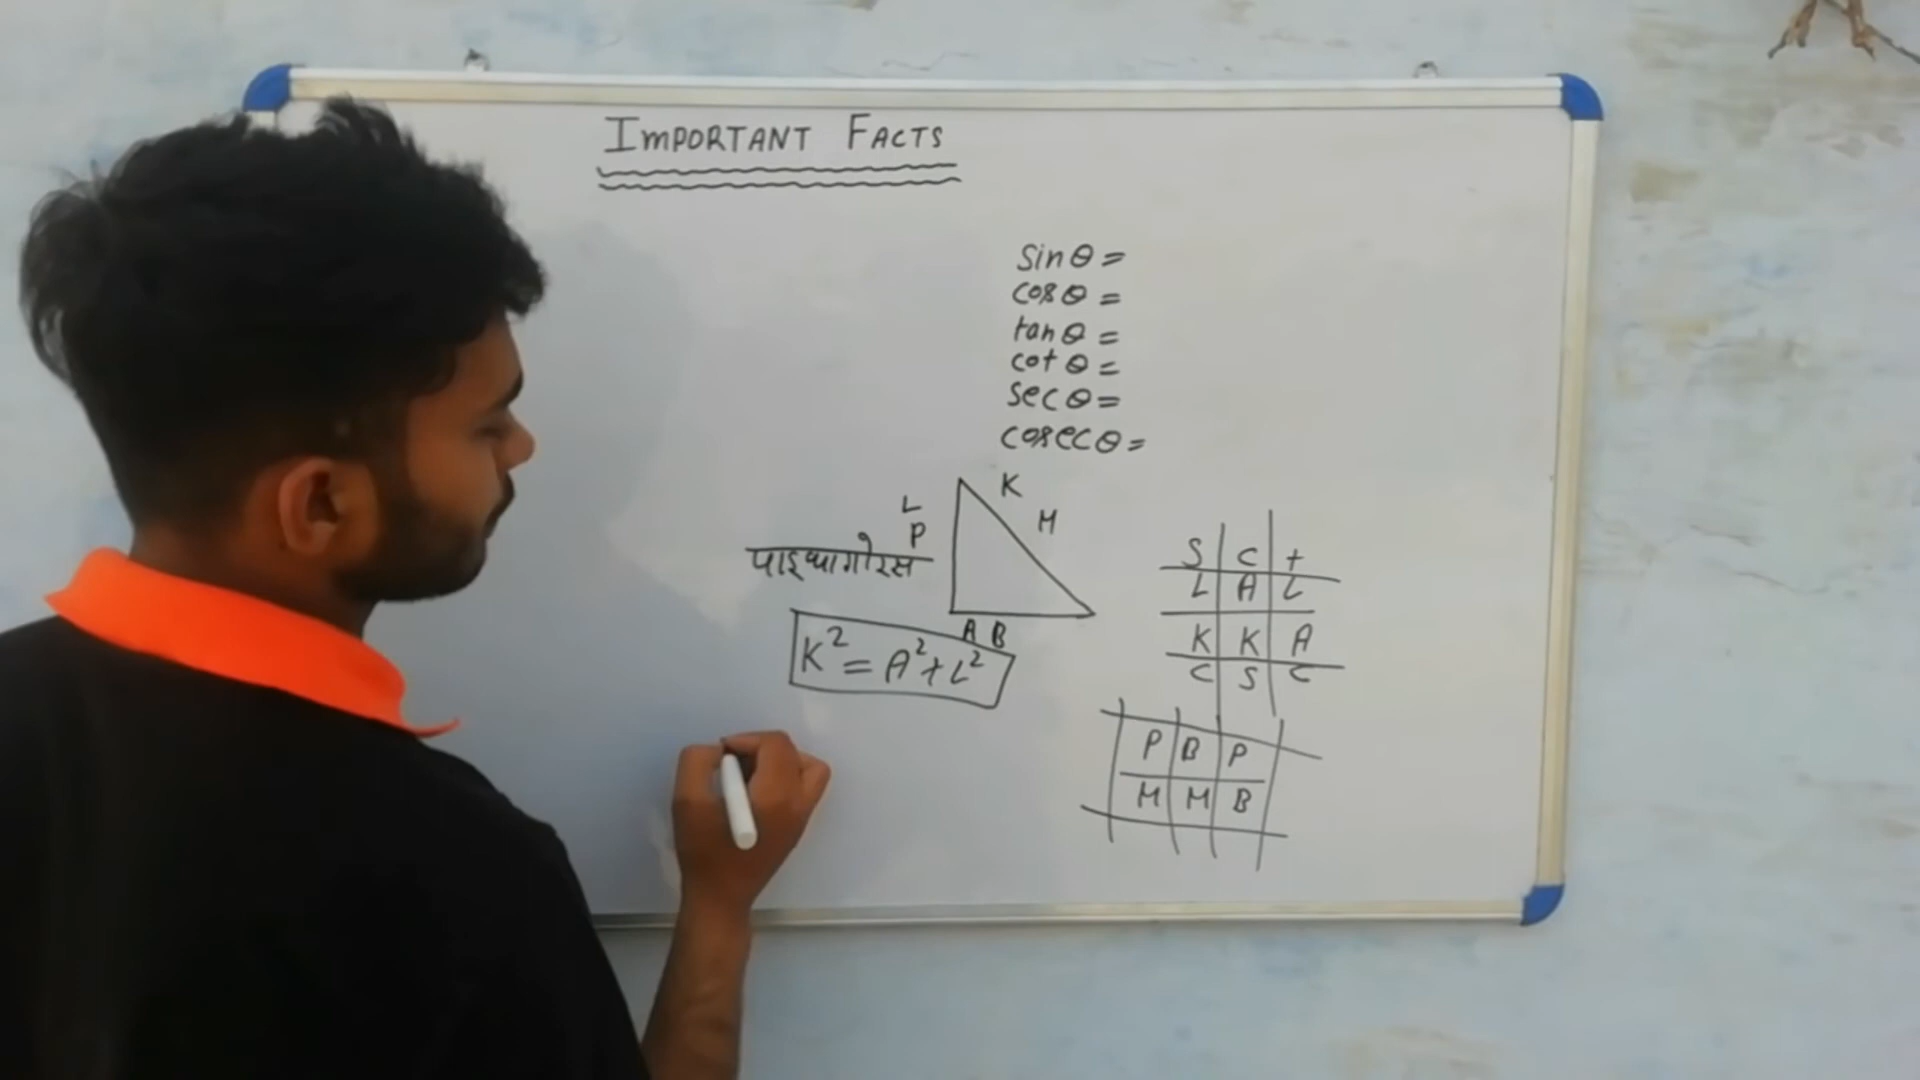 IMPORTANT FACTS
sinθ =
cosθ =
tanθ =
cotθ =
secθ =
cosecθ =
K
L
H
P
पाइथागोरस
A B
K² = A² + L²
S C t
L A L
K K A
C S C
P B P
H H B